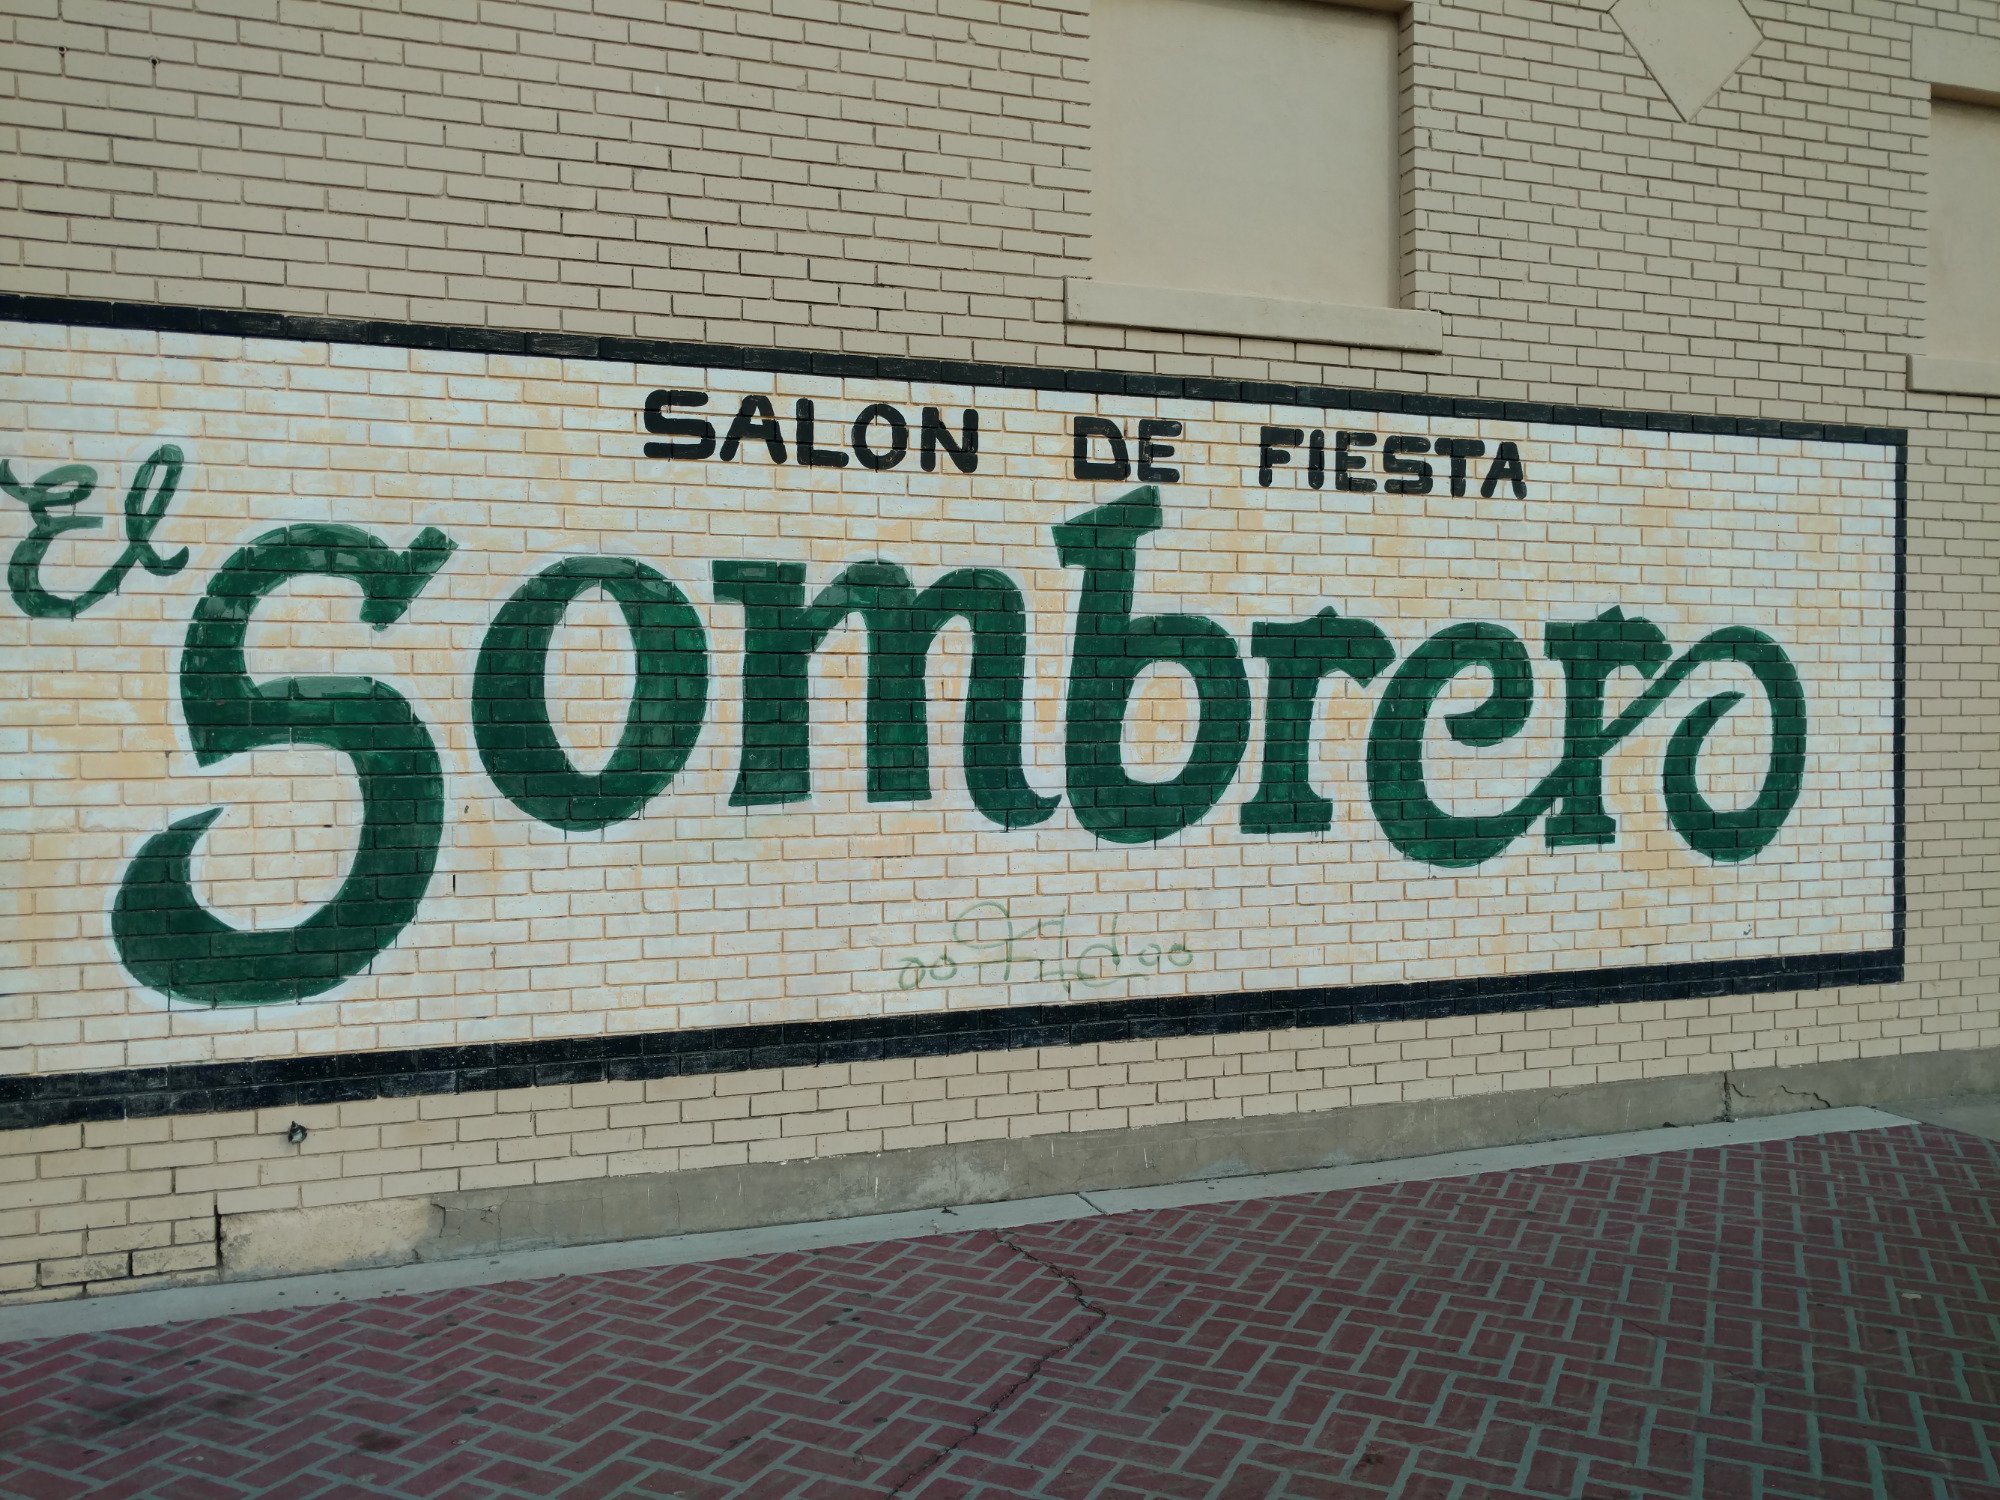 SALON DE FIESTA
El Sombrero